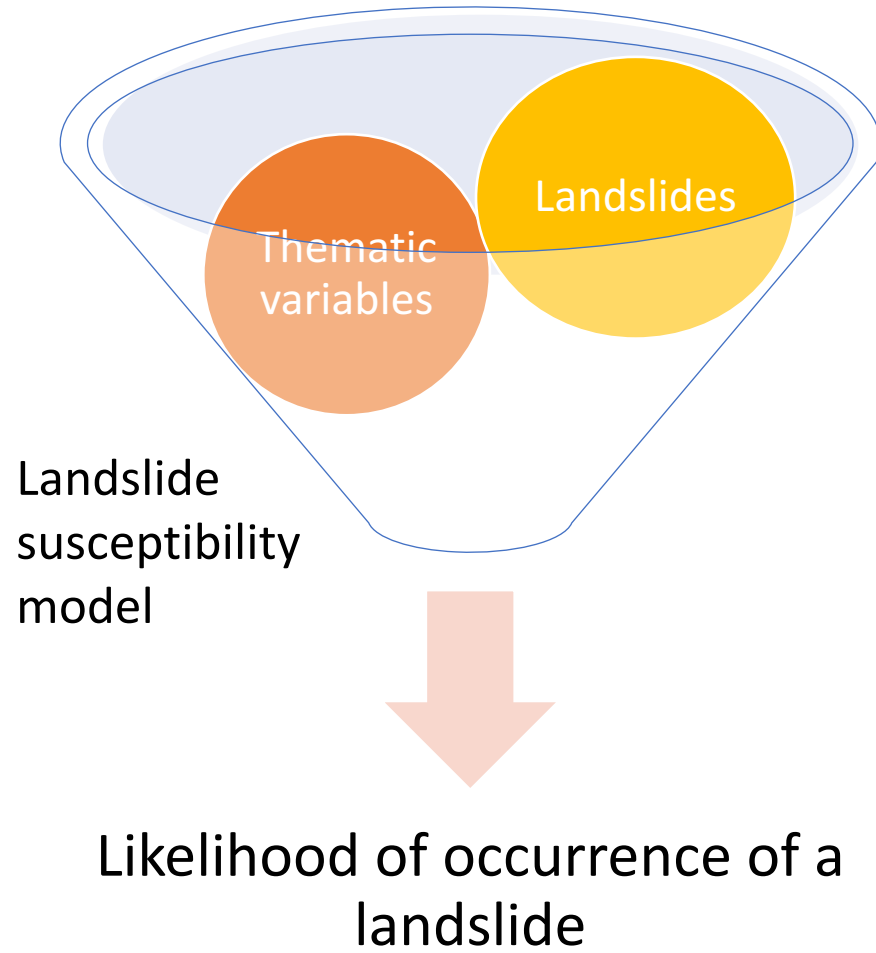 Landslides
Thematic
variables
Landslide
susceptibility
model
Likelihood of occurrence of a
landslide